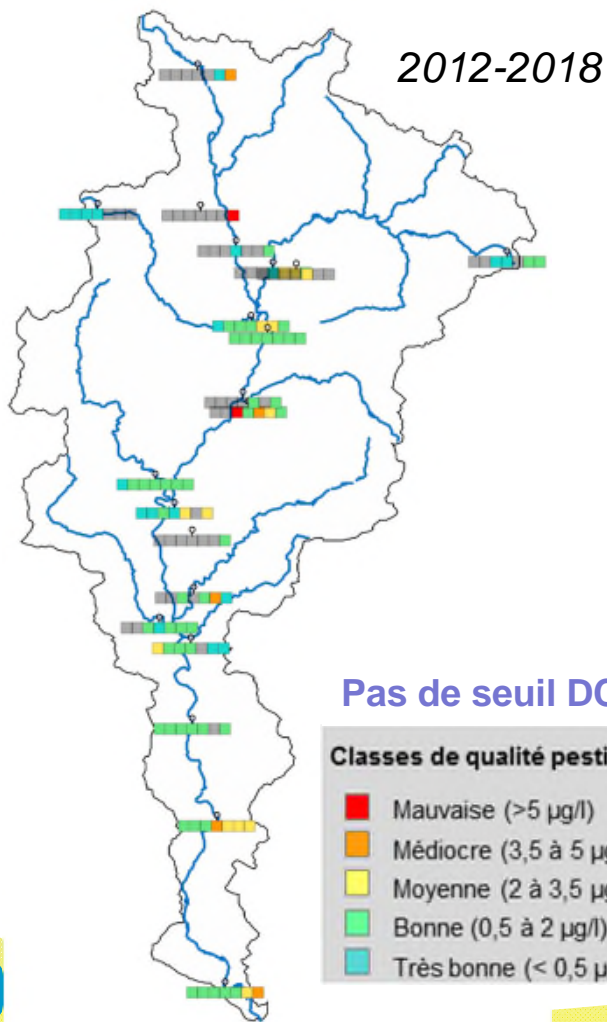 2012-2018
Pas de seuil DC
Classes de qualité pesti
Mauvaise (>5 µg/l)
Médiocre (3,5 à 5 µg
Moyenne (2 à 3,5 µg
Bonne (0,5 à 2 µg/l)
Très bonne (< 0,5 µ